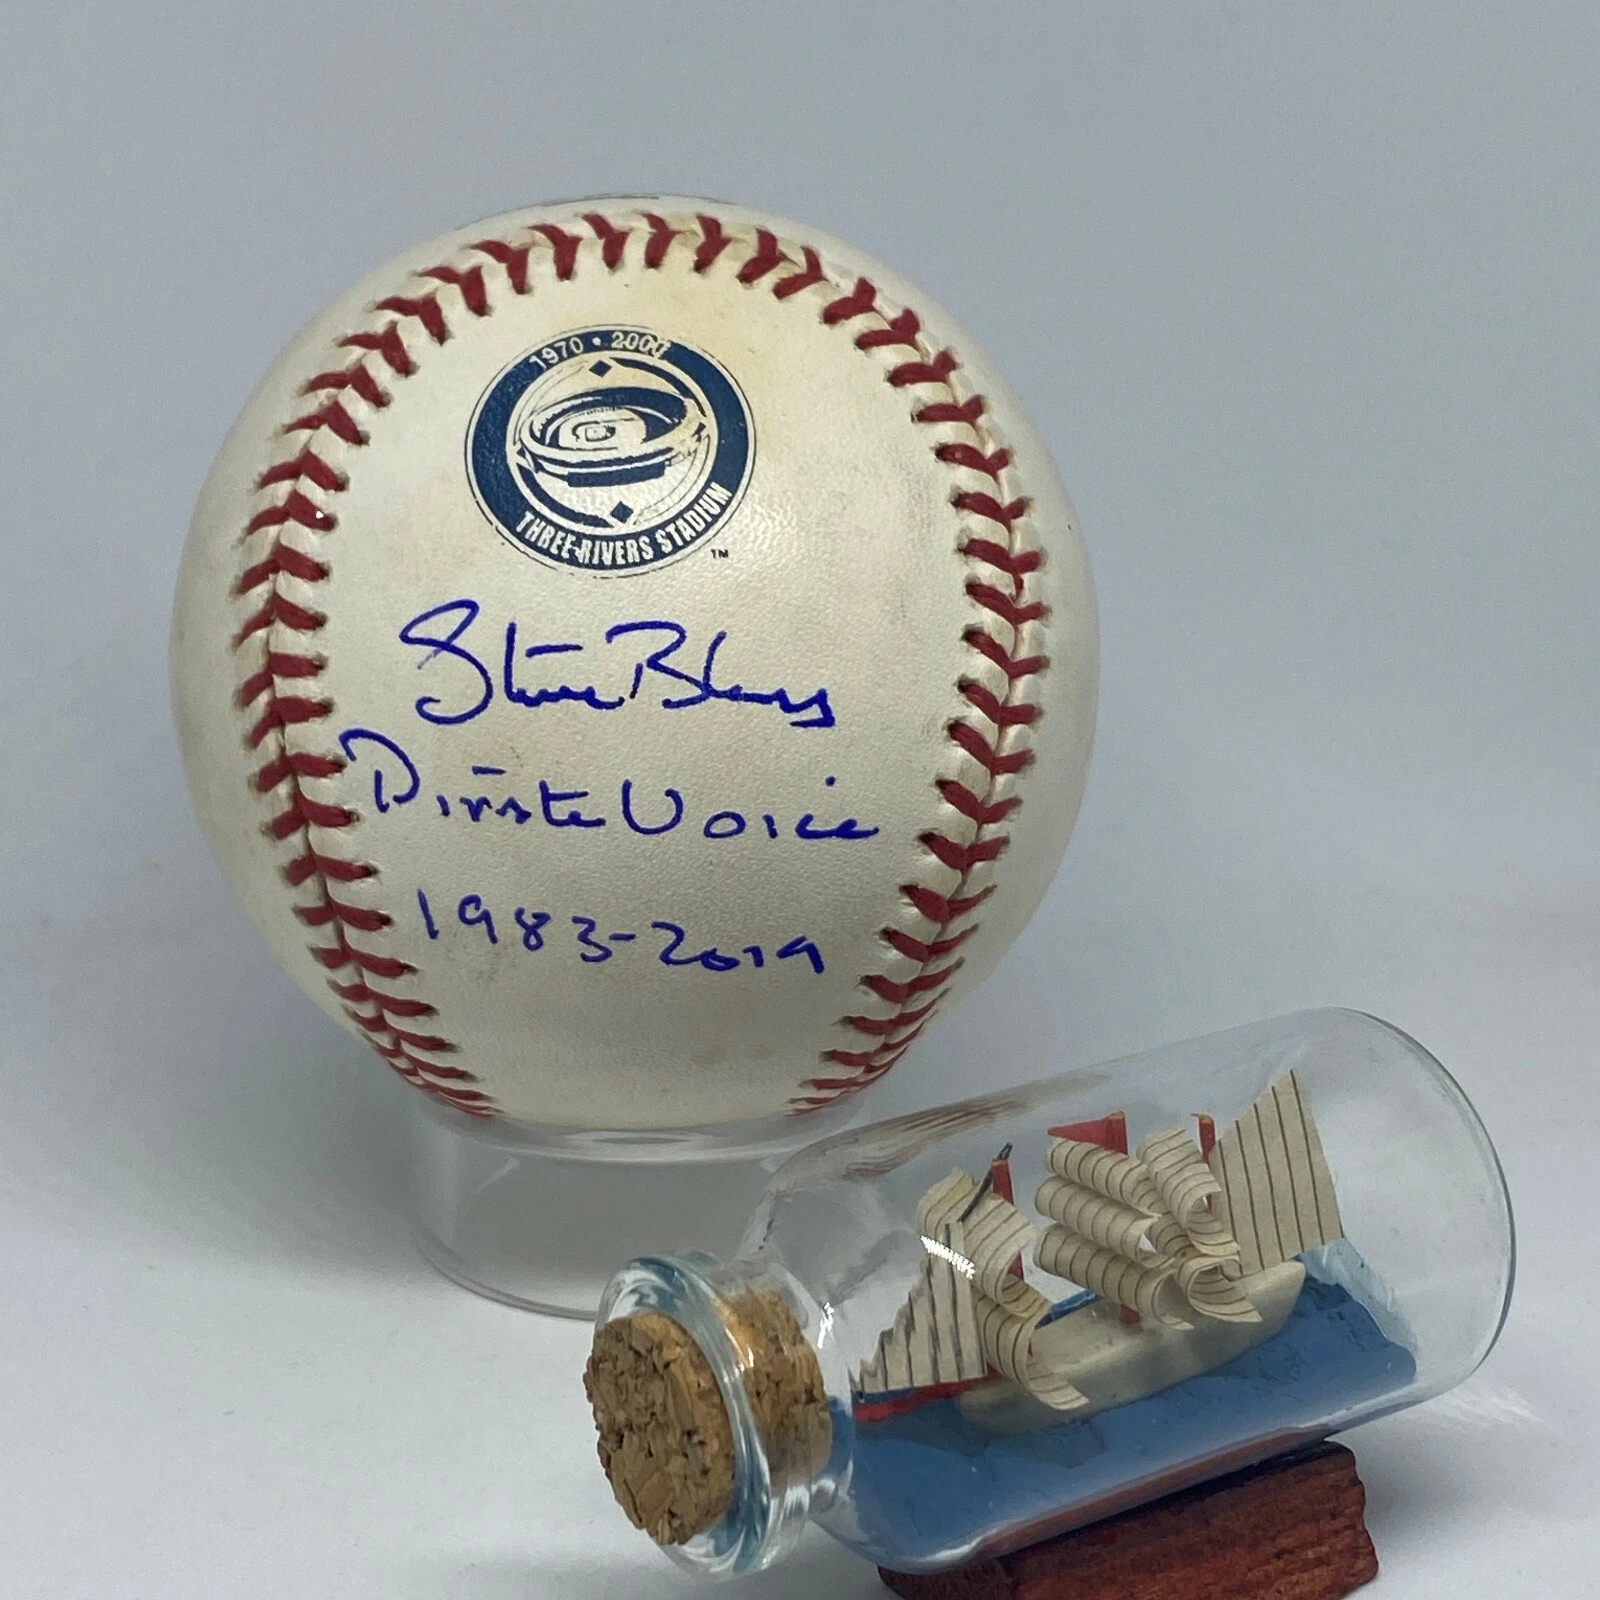 1970 • 2000
THREE RIVERS STADIUM
TM
Steve Blass
Pirate Voice
1983-2019